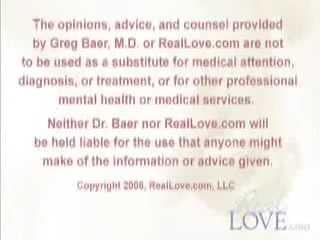 The opinions, advice, and counsel provided
by Greg Baer, M.D. or RealLove.com are not
to be used as a substitute for medical attention,
diagnosis, or treatment, or for other professional
mental health or medical services.
Neither Dr. Baer nor RealLove.com will
be held liable for the use that anyone might
make of the information or advice given.
Copyright 2006, RealLove.com, LLC
Real
LOVE.com